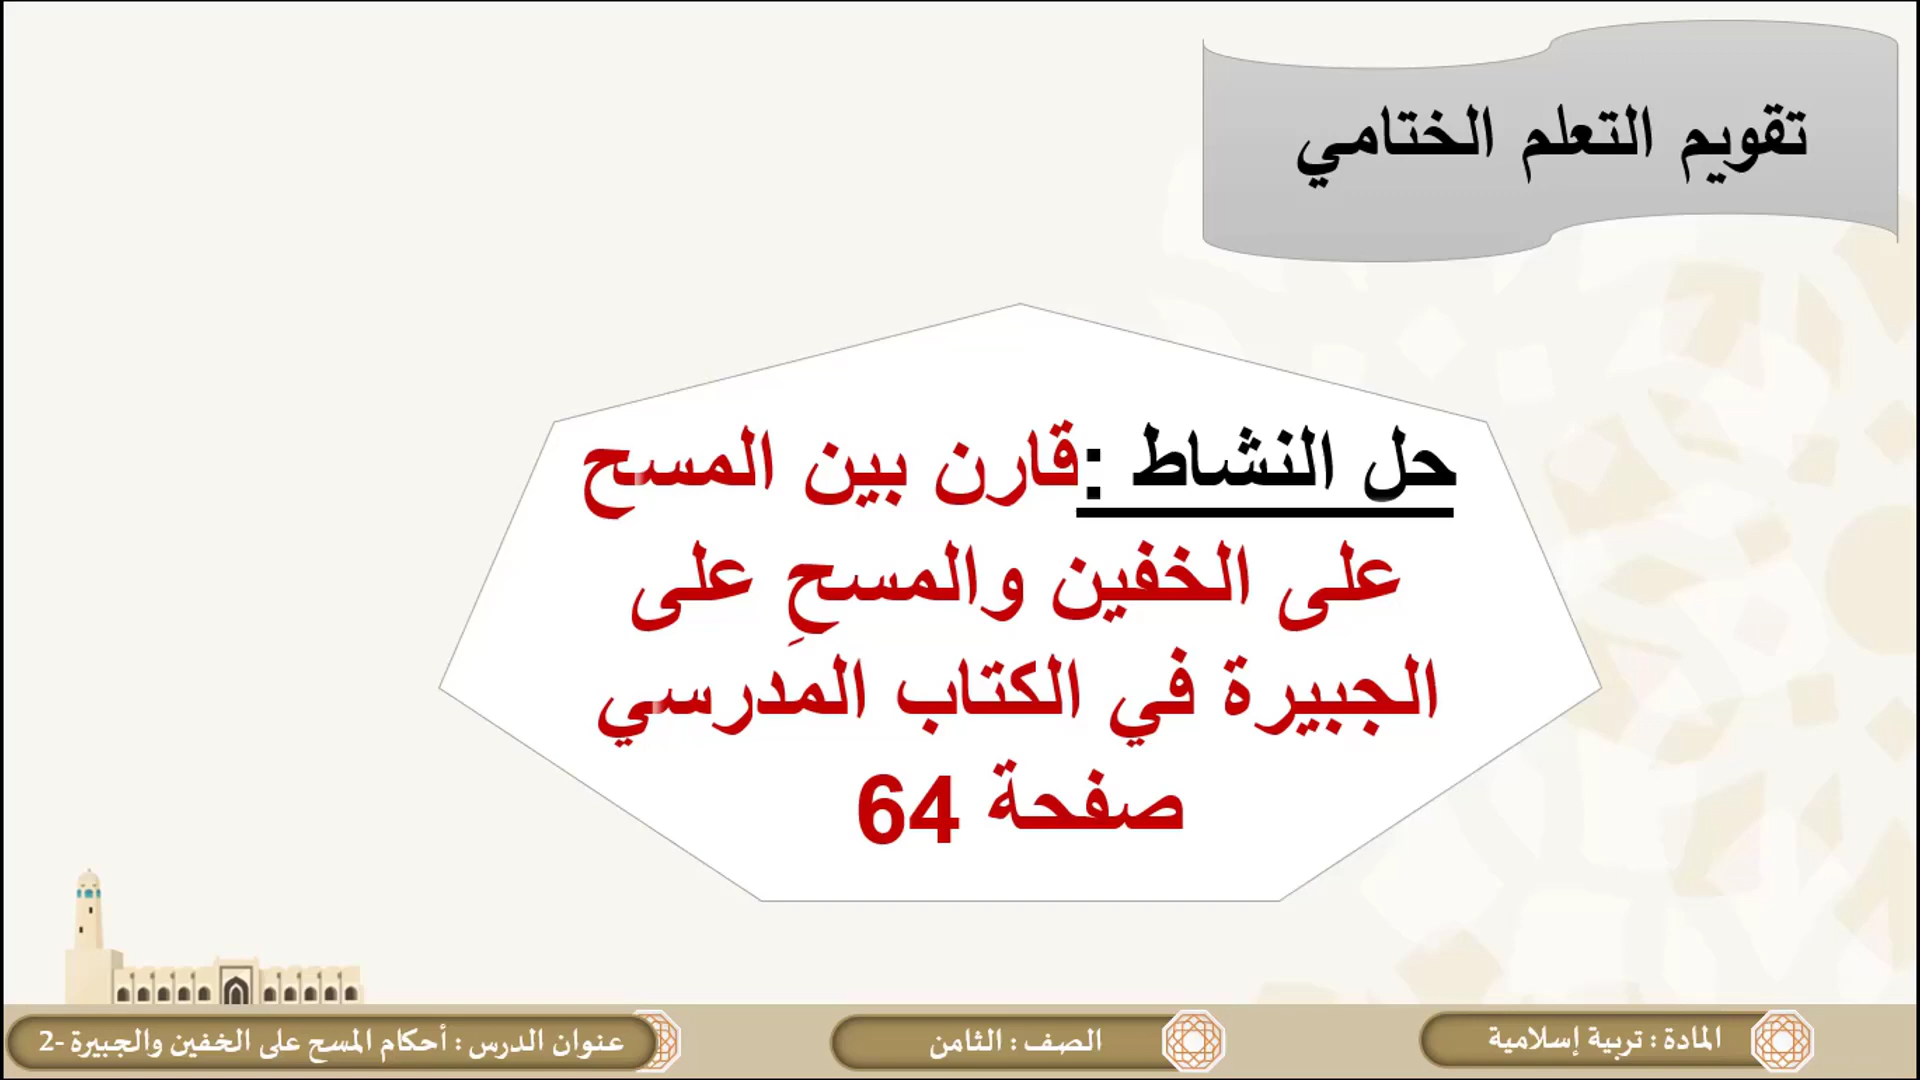 تقويم التعلم الختامي
حل النشاط :قارن بين المسح
على الخفين والمسحِ على
الجبيرة في الكتاب المدرسي
صفحة 64
المادة : تربية إسلامية
الصف : الثامن
عنوان الدرس : أحكام المسح على الخفين والجبيرة -2